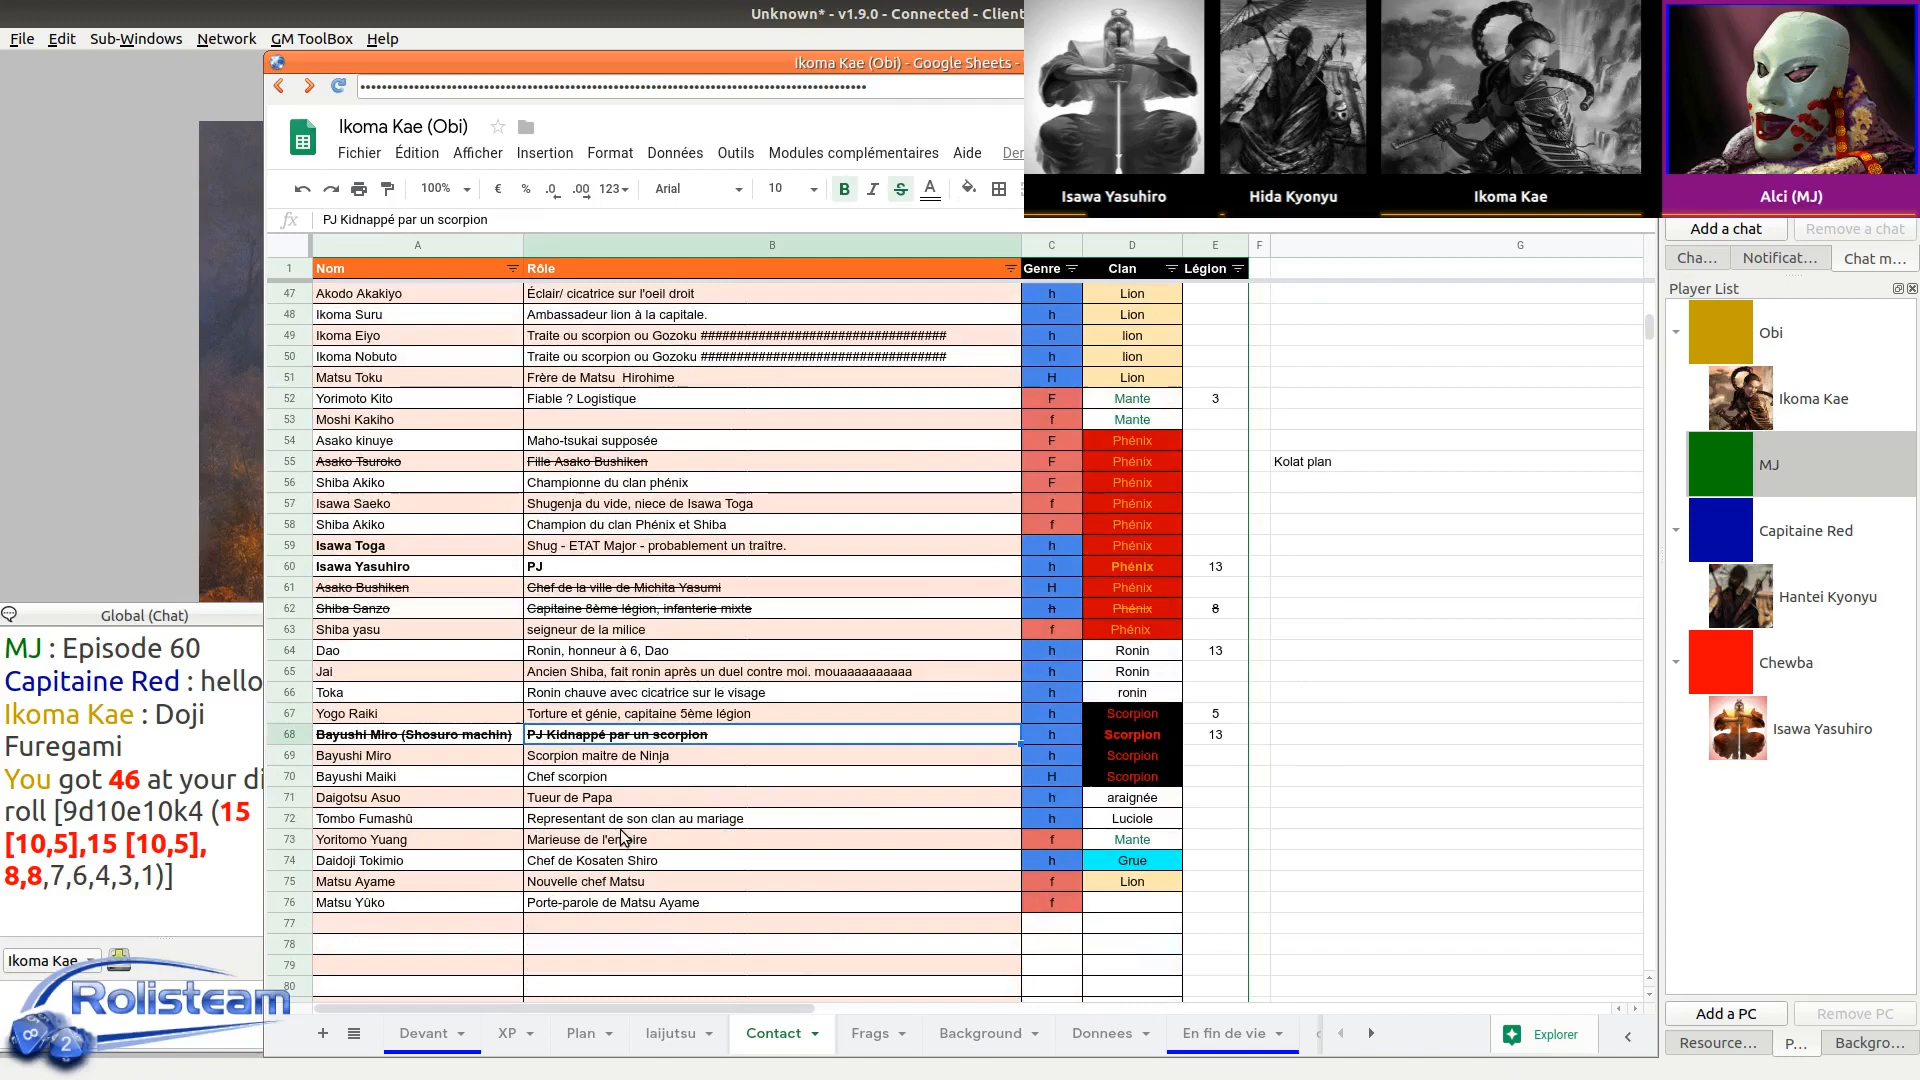 Unknown* - v1.9.0 - Connected - Client
File Edit Sub-Windows Network GM ToolBox Help
Ikoma Kae (Obi) - Google Sheets -
Ikoma Kae (Obi)
Fichier Édition Afficher Insertion Format Données Outils Modules complémentaires Aide Der
100% € % .0 .00 123 Arial 10 B I S A
fx PJ Kidnappé par un scorpion
A B C D E F G
1 Nom Rôle Genre Clan Légion
47 Akodo Akakiyo Éclair/ cicatrice sur l'oeil droit h Lion
48 Ikoma Suru Ambassadeur lion à la capitale. h Lion
49 Ikoma Eiyo Traite ou scorpion ou Gozoku ################################## h lion
50 Ikoma Nobuto Traite ou scorpion ou Gozoku ################################## h lion
51 Matsu Toku Frère de Matsu Hirohime H Lion
52 Yorimoto Kito Fiable ? Logistique F Mante 3
53 Moshi Kakiho f Mante
54 Asako kinuye Maho-tsukai supposée F Phénix
55 Asako Tsuroko Fille Asako Bushiken F Phénix Kolat plan
56 Shiba Akiko Championne du clan phénix F Phénix
57 Isawa Saeko Shugenja du vide, niece de Isawa Toga f Phénix
58 Shiba Akiko Champion du clan Phénix et Shiba f Phénix
59 Isawa Toga Shug - ETAT Major - probablement un traître. h Phénix
60 Isawa Yasuhiro PJ h Phénix 13
61 Asako Bushiken Chef de la ville de Michita Yasumi H Phénix
62 Shiba Sanzo Capitaine 8ème légion, infanterie mixte h Phénix 8
63 Shiba yasu seigneur de la milice f Phénix
64 Dao Ronin, honneur à 6, Dao h Ronin 13
65 Jai Ancien Shiba, fait ronin après un duel contre moi. mouaaaaaaaaaa h Ronin
66 Toka Ronin chauve avec cicatrice sur le visage h ronin
67 Yogo Raiki Torture et génie, capitaine 5ème légion h Scorpion 5
68 Bayushi Miro (Shosuro machin) PJ Kidnappé par un scorpion h Scorpion 13
69 Bayushi Miro Scorpion maitre de Ninja h Scorpion
70 Bayushi Maiki Chef scorpion H Scorpion
71 Daigotsu Asuo Tueur de Papa h araignée
72 Tombo Fumashû Representant de son clan au mariage h Luciole
73 Yoritomo Yuang Marieuse de l'empire f Mante
74 Daidoji Tokimio Chef de Kosaten Shiro h Grue
75 Matsu Ayame Nouvelle chef Matsu f Lion
76 Matsu Yûko Porte-parole de Matsu Ayame f
77
78
79
80
+ Devant XP Plan Iaijutsu Contact Frags Background Donnees En fin de vie
Explorer
Global (Chat)
MJ : Episode 60
Capitaine Red : hello
Ikoma Kae : Doji
Furegami
You got 46 at your di
roll [9d10e10k4 (15
[10,5],15 [10,5],
8,8,7,6,4,3,1)]
Ikoma Kae
Rolisteam
8 2
Isawa Yasuhiro
Hida Kyonyu
Ikoma Kae
Alci (MJ)
Add a chat Remove a chat
Cha... Notificat... Chat m...
Player List
Obi
Ikoma Kae
MJ
Capitaine Red
Hantei Kyonyu
Chewba
Isawa Yasuhiro
Add a PC Remove PC
Resource... P... Backgro...